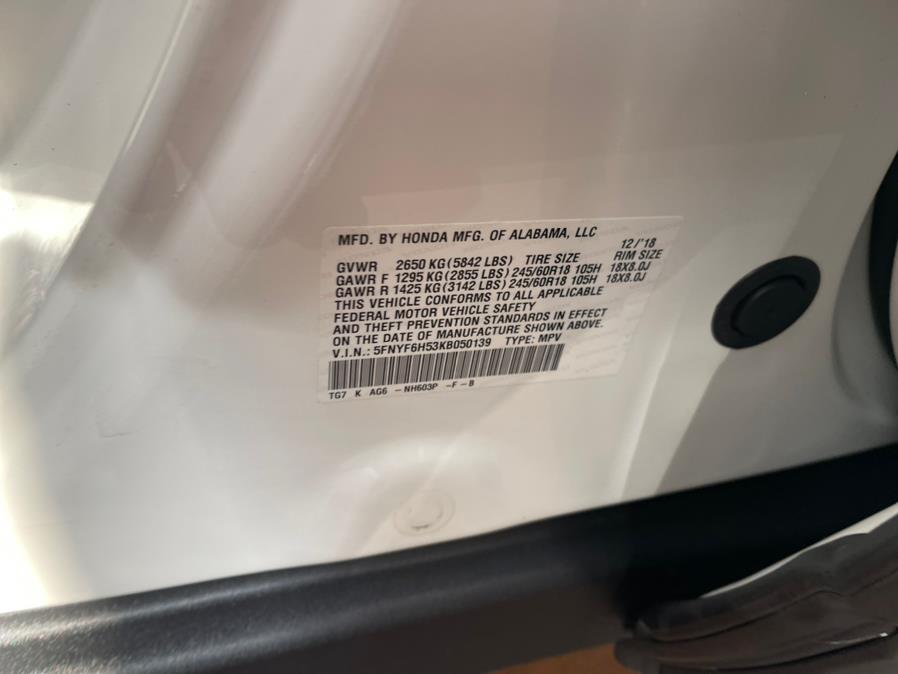 MFD. BY HONDA MFG. OF ALABAMA, LLC 12/'18
GVWR 2650 KG (5842 LBS) TIRE SIZE RIM SIZE
GAWR F 1295 KG (2855 LBS) 245/60R18 105H 18X8.0J
GAWR R 1425 KG (3142 LBS) 245/60R18 105H 18X8.0J
THIS VEHICLE CONFORMS TO ALL APPLICABLE
FEDERAL MOTOR VEHICLE SAFETY
AND THEFT PREVENTION STANDARDS IN EFFECT
ON THE DATE OF MANUFACTURE SHOWN ABOVE.
V.I.N.: 5FNYF6H53KB050139 TYPE: MPV
TG7 K AG6 -NH603P -F-B